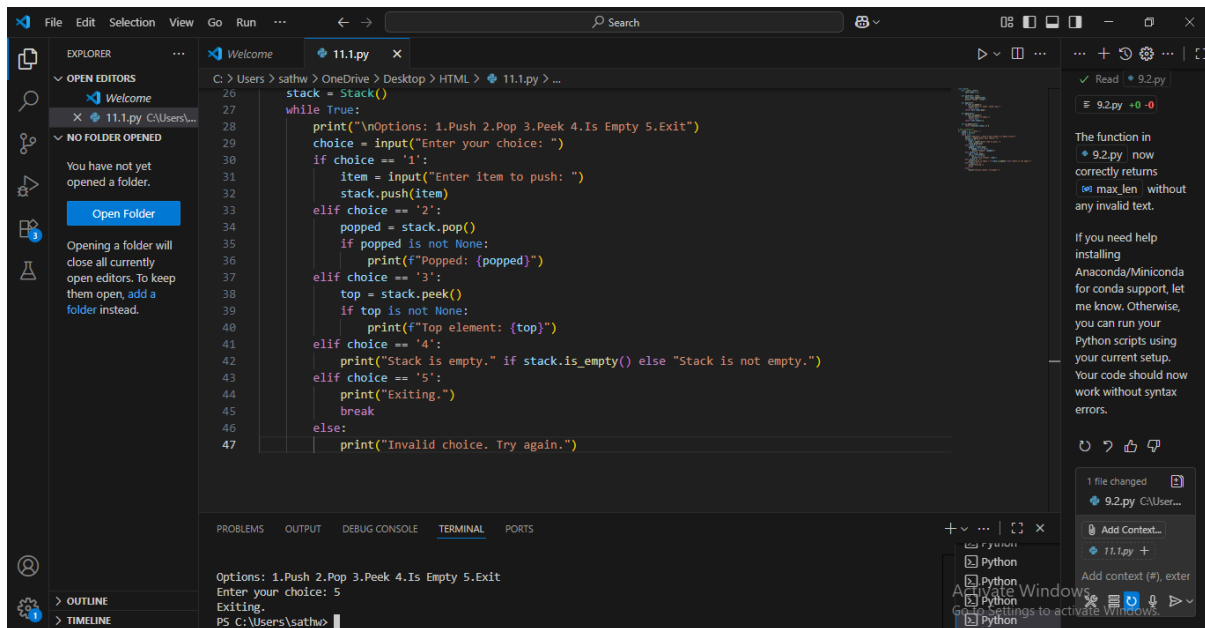 File Edit Selection View Go Run ··· Search
EXPLORER ···
OPEN EDITORS
Welcome
11.1.py C:\Users\...
NO FOLDER OPENED
You have not yet
opened a folder.
Open Folder
Opening a folder will
close all currently
open editors. To keep
them open, add a
folder instead.
OUTLINE
TIMELINE
3
1
Welcome
11.1.py
C: > Users > sathw > OneDrive > Desktop > HTML > 11.1.py > ...
26 stack = Stack()
27 while True:
28 print("\nOptions: 1.Push 2.Pop 3.Peek 4.Is Empty 5.Exit")
29 choice = input("Enter your choice: ")
30 if choice == '1':
31 item = input("Enter item to push: ")
32 stack.push(item)
33 elif choice == '2':
34 popped = stack.pop()
35 if popped is not None:
36 print(f"Popped: {popped}")
37 elif choice == '3':
38 top = stack.peek()
39 if top is not None:
40 print(f"Top element: {top}")
41 elif choice == '4':
42 print("Stack is empty." if stack.is_empty() else "Stack is not empty.")
43 elif choice == '5':
44 print("Exiting.")
45 break
46 else:
47 print("Invalid choice. Try again.")
PROBLEMS OUTPUT DEBUG CONSOLE TERMINAL PORTS
Options: 1.Push 2.Pop 3.Peek 4.Is Empty 5.Exit
Enter your choice: 5
Exiting.
PS C:\Users\sathw>
Python
Python
Python
Python
Python
Read 9.2.py
9.2.py +0 -0
The function in
9.2.py now
correctly returns
max_len without
any invalid text.
If you need help
installing
Anaconda/Miniconda
for conda support, let
me know. Otherwise,
you can run your
Python scripts using
your current setup.
Your code should now
work without syntax
errors.
1 file changed
9.2.py C:\User...
Add Context...
11.1.py +
Add context (#), exter
Activate Windows
Go to Settings to activate Windows.